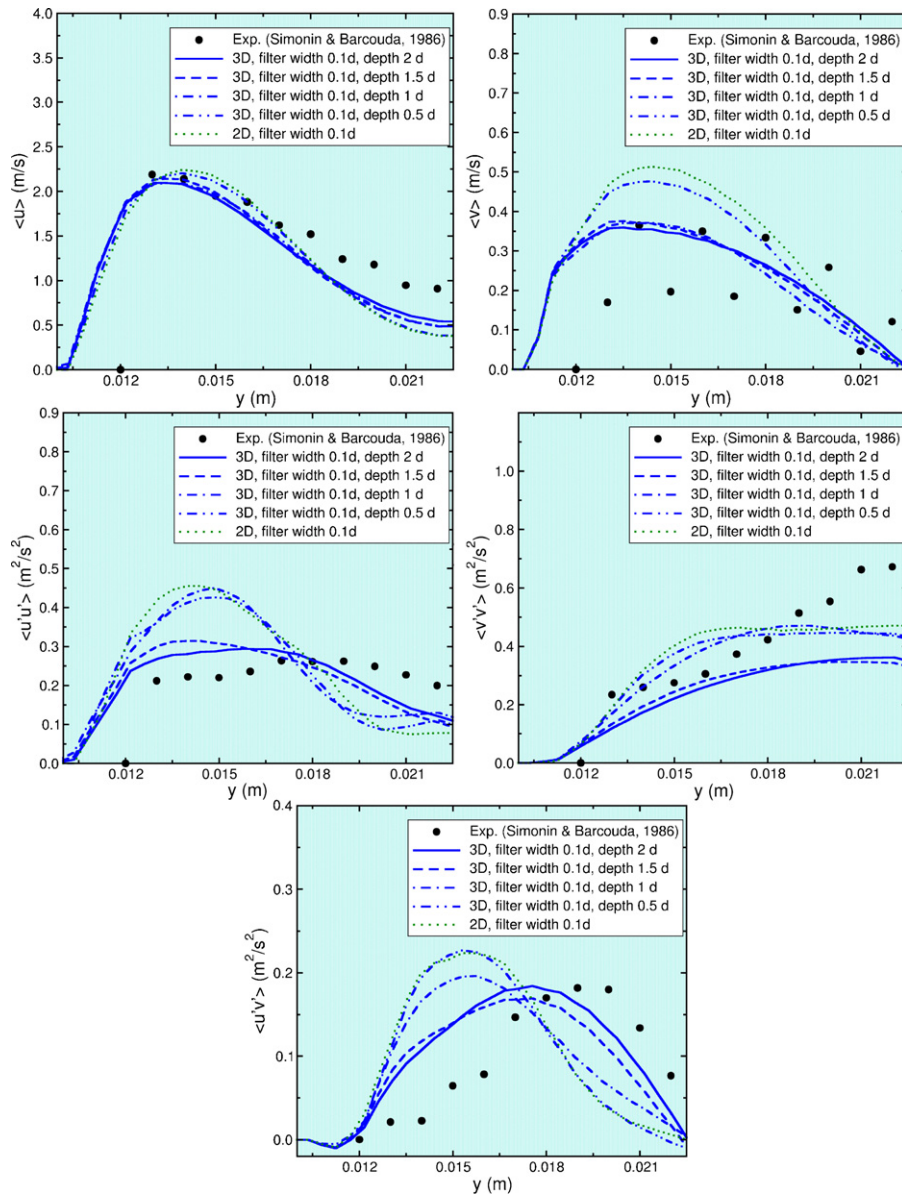 4.0
3.5
3.0
2.5
2.0
1.5
1.0
0.5
0.0
<u> (m/s)
Exp. (Simonin & Barcouda, 1986)
3D, filter width 0.1d, depth 2 d
3D, filter width 0.1d, depth 1.5 d
3D, filter width 0.1d, depth 1 d
3D, filter width 0.1d, depth 0.5 d
2D, filter width 0.1d
0.012 0.015 0.018 0.021
y (m)
0.9
0.8
0.7
0.6
0.5
0.4
0.3
0.2
0.1
0.0
<v> (m/s)
Exp. (Simonin & Barcouda, 1986)
3D, filter width 0.1d, depth 2 d
3D, filter width 0.1d, depth 1.5 d
3D, filter width 0.1d, depth 1 d
3D, filter width 0.1d, depth 0.5 d
2D, filter width 0.1d
0.012 0.015 0.018 0.021
y (m)
0.9
0.8
0.7
0.6
0.5
0.4
0.3
0.2
0.1
0.0
<u'u'> (m²/s²)
Exp. (Simonin & Barcouda, 1986)
3D, filter width 0.1d, depth 2 d
3D, filter width 0.1d, depth 1.5 d
3D, filter width 0.1d, depth 1 d
3D, filter width 0.1d, depth 0.5 d
2D, filter width 0.1d
0.012 0.015 0.018 0.021
y (m)
1.0
0.8
0.6
0.4
0.2
0.0
<v'v'> (m²/s²)
Exp. (Simonin & Barcouda, 1986)
3D, filter width 0.1d, depth 2 d
3D, filter width 0.1d, depth 1.5 d
3D, filter width 0.1d, depth 1 d
3D, filter width 0.1d, depth 0.5 d
2D, filter width 0.1d
0.012 0.015 0.018 0.021
y (m)
0.4
0.3
0.2
0.1
0.0
<u'v'> (m²/s²)
Exp. (Simonin & Barcouda, 1986)
3D, filter width 0.1d, depth 2 d
3D, filter width 0.1d, depth 1.5 d
3D, filter width 0.1d, depth 1 d
3D, filter width 0.1d, depth 0.5 d
2D, filter width 0.1d
0.012 0.015 0.018 0.021
y (m)